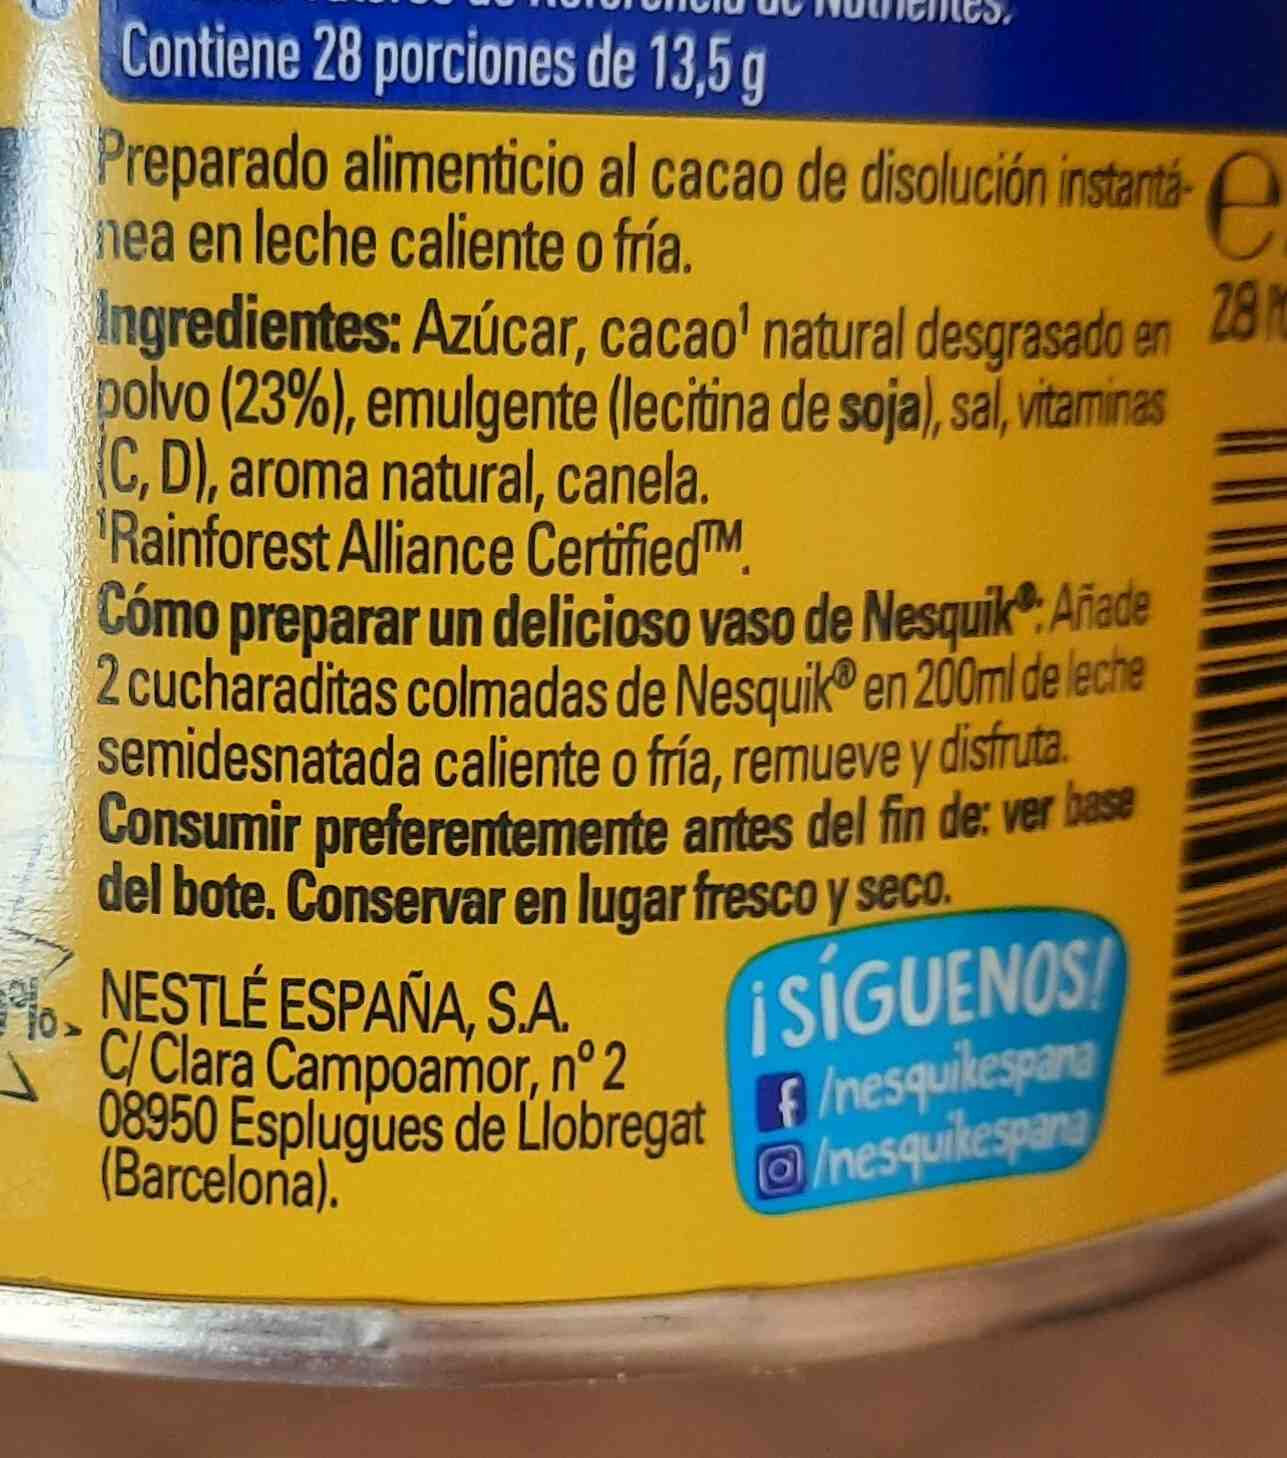 de Nutrientes.
Contiene 28 porciones de 13,5 g
Preparado alimenticio al cacao de disolución instantá-
nea en leche caliente o fría.
e
28
Ingredientes: Azúcar, cacao¹ natural desgrasado en
polvo (23%), emulgente (lecitina de soja), sal, vitaminas
(C, D), aroma natural, canela.
¹Rainforest Alliance Certified™.
Cómo preparar un delicioso vaso de Nesquik®: Añade
2 cucharaditas colmadas de Nesquik® en 200ml de leche
semidesnatada caliente o fría, remueve y disfruta.
Consumir preferentemente antes del fin de: ver base
del bote. Conservar en lugar fresco y seco.
NESTLÉ ESPAÑA, S.A.
C/ Clara Campoamor, nº 2
08950 Esplugues de Llobregat
(Barcelona).
¡SÍGUENOS!
/nesquikespana
/nesquikespana